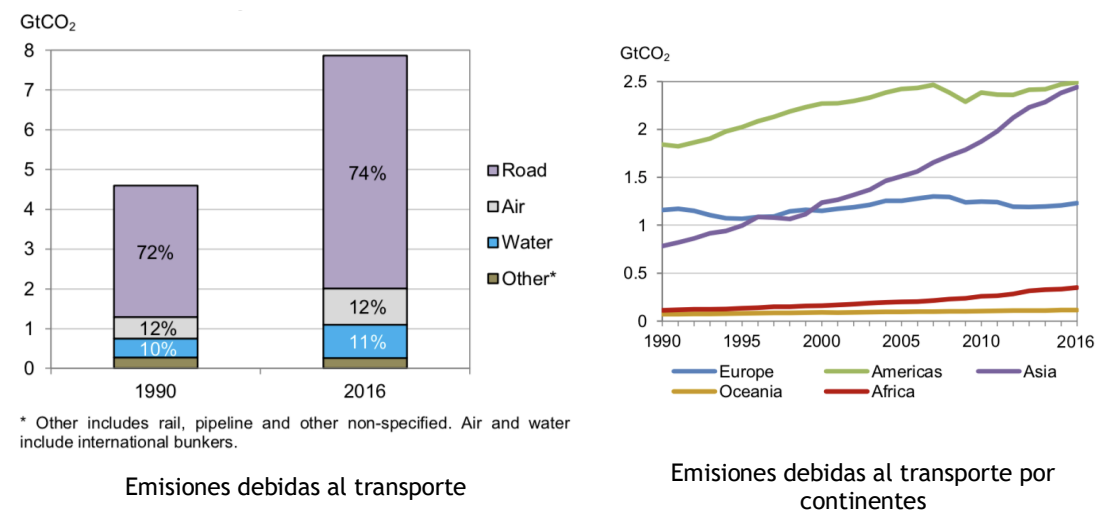 GtCO₂
8
7
6
5
4
3
2
1
0
72%
12%
10%
74%
12%
11%
1990
2016
Road
Air
Water
Other*
* Other includes rail, pipeline and other non-specified. Air and water
include international bunkers.
Emisiones debidas al transporte
GtCO₂
2.5
2
1.5
1
0.5
0
1990
1995
2000
2005
2010
2016
Europe
Americas
Asia
Oceania
Africa
Emisiones debidas al transporte por
continentes